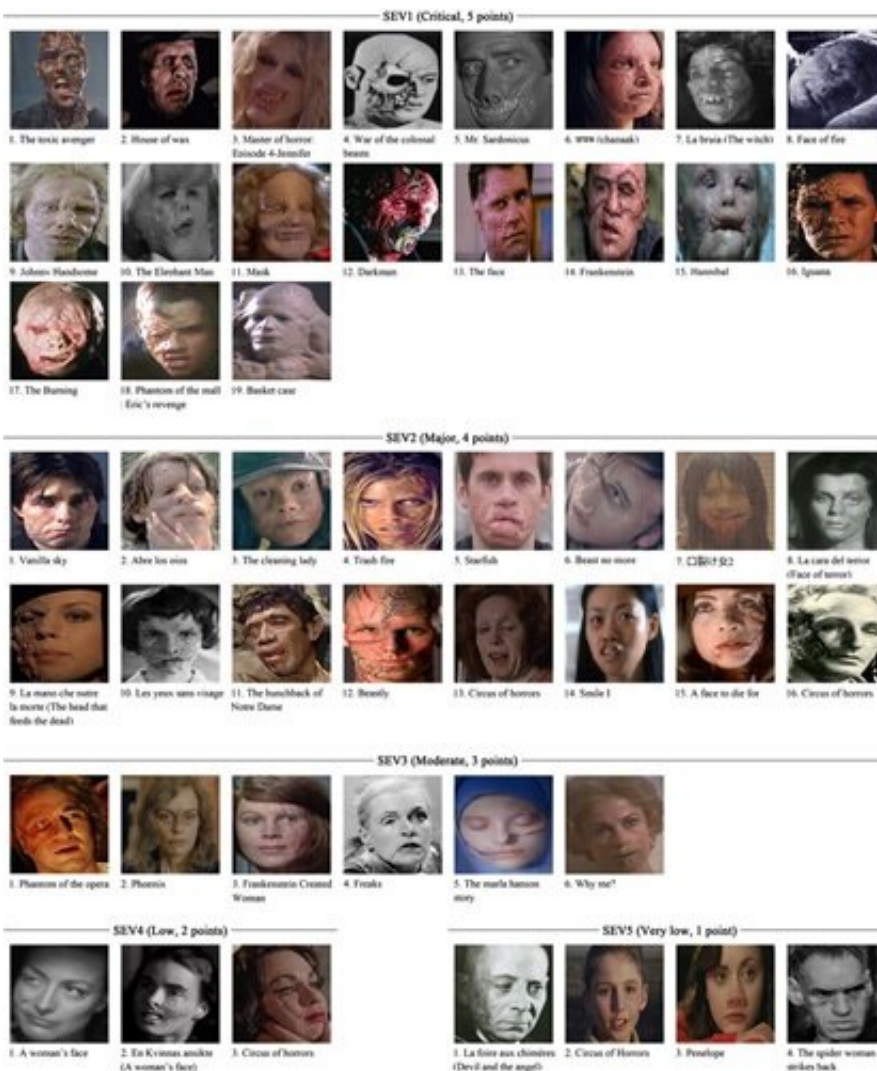 SEV1 (Critical, 5 points)
1. The toxic avenger
2. House of wax
3. Master of horror:
Episode 4-Jennifer
4. War of the colossal
beasts
5. Mr. Sardonicus
6. (chanaak)
7. La bruja (The witch)
8. Face of fire
9. Johnny Handsome
10. The Elephant Man
11. Mask
12. Darkman
13. The face
14. Frankenstein
15. Hannibal
16. Iguana
17. The Burning
18. Phantom of the mall
: Eric's revenge
19. Basket case
SEV2 (Major, 4 points)
1. Vanilla sky
2. Abre los ojos
3. The cleaning lady
4. Trash fire
5. Starfish
6. Beast no more
7. 口裂け女2
8. La cara del terror
(Face of terror)
9. La mano che nutre
la morte (The head that
feeds the dead)
10. Les yeux sans visage
11. The hunchback of
Notre Dame
12. Beastly
13. Circus of horrors
14. Smile I
15. A face to die for
16. Circus of horrors
SEV3 (Moderate, 3 points)
1. Phantom of the opera
2. Phoenix
3. Frankenstein Created
Woman
4. Freaks
5. The marla hanson
story
6. Why me?
SEV4 (Low, 2 points)
1. A woman's face
2. En Kvinnas ansikte
(A woman's face)
3. Circus of horrors
SEV5 (Very low, 1 point)
1. La foire aux chimères
(Devil and the angel)
2. Circus of Horrors
3. Penelope
4. The spider woman
strikes back